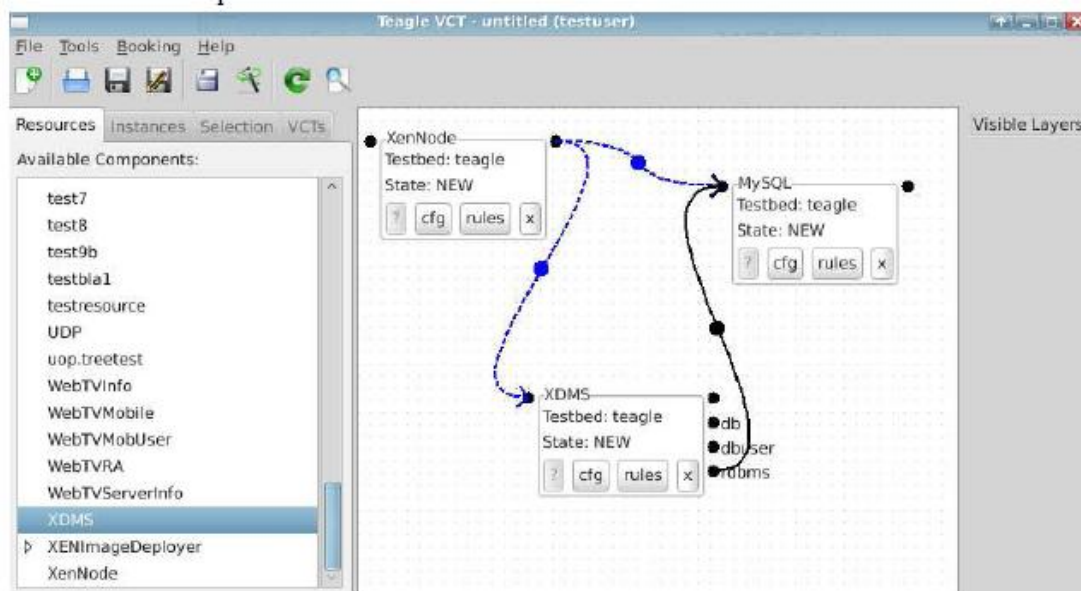 Teagle VCT - untitled (testuser)
File Tools Booking Help
Resources Instances Selection VCTs
Available Components:
test7
test8
test9b
testbla1
testresource
UDP
uop.treetest
WebTVInfo
WebTVMobile
WebTVMobUser
WebTVRA
WebTVServerInfo
XDMS
XENImageDeployer
XenNode
XenNode
Testbed: teagle
State: NEW
? cfg rules x
MySQL
Testbed: teagle
State: NEW
? cfg rules x
XDMS
Testbed: teagle
State: NEW
? cfg rules x
db
dbuser
rdbms
Visible Layers